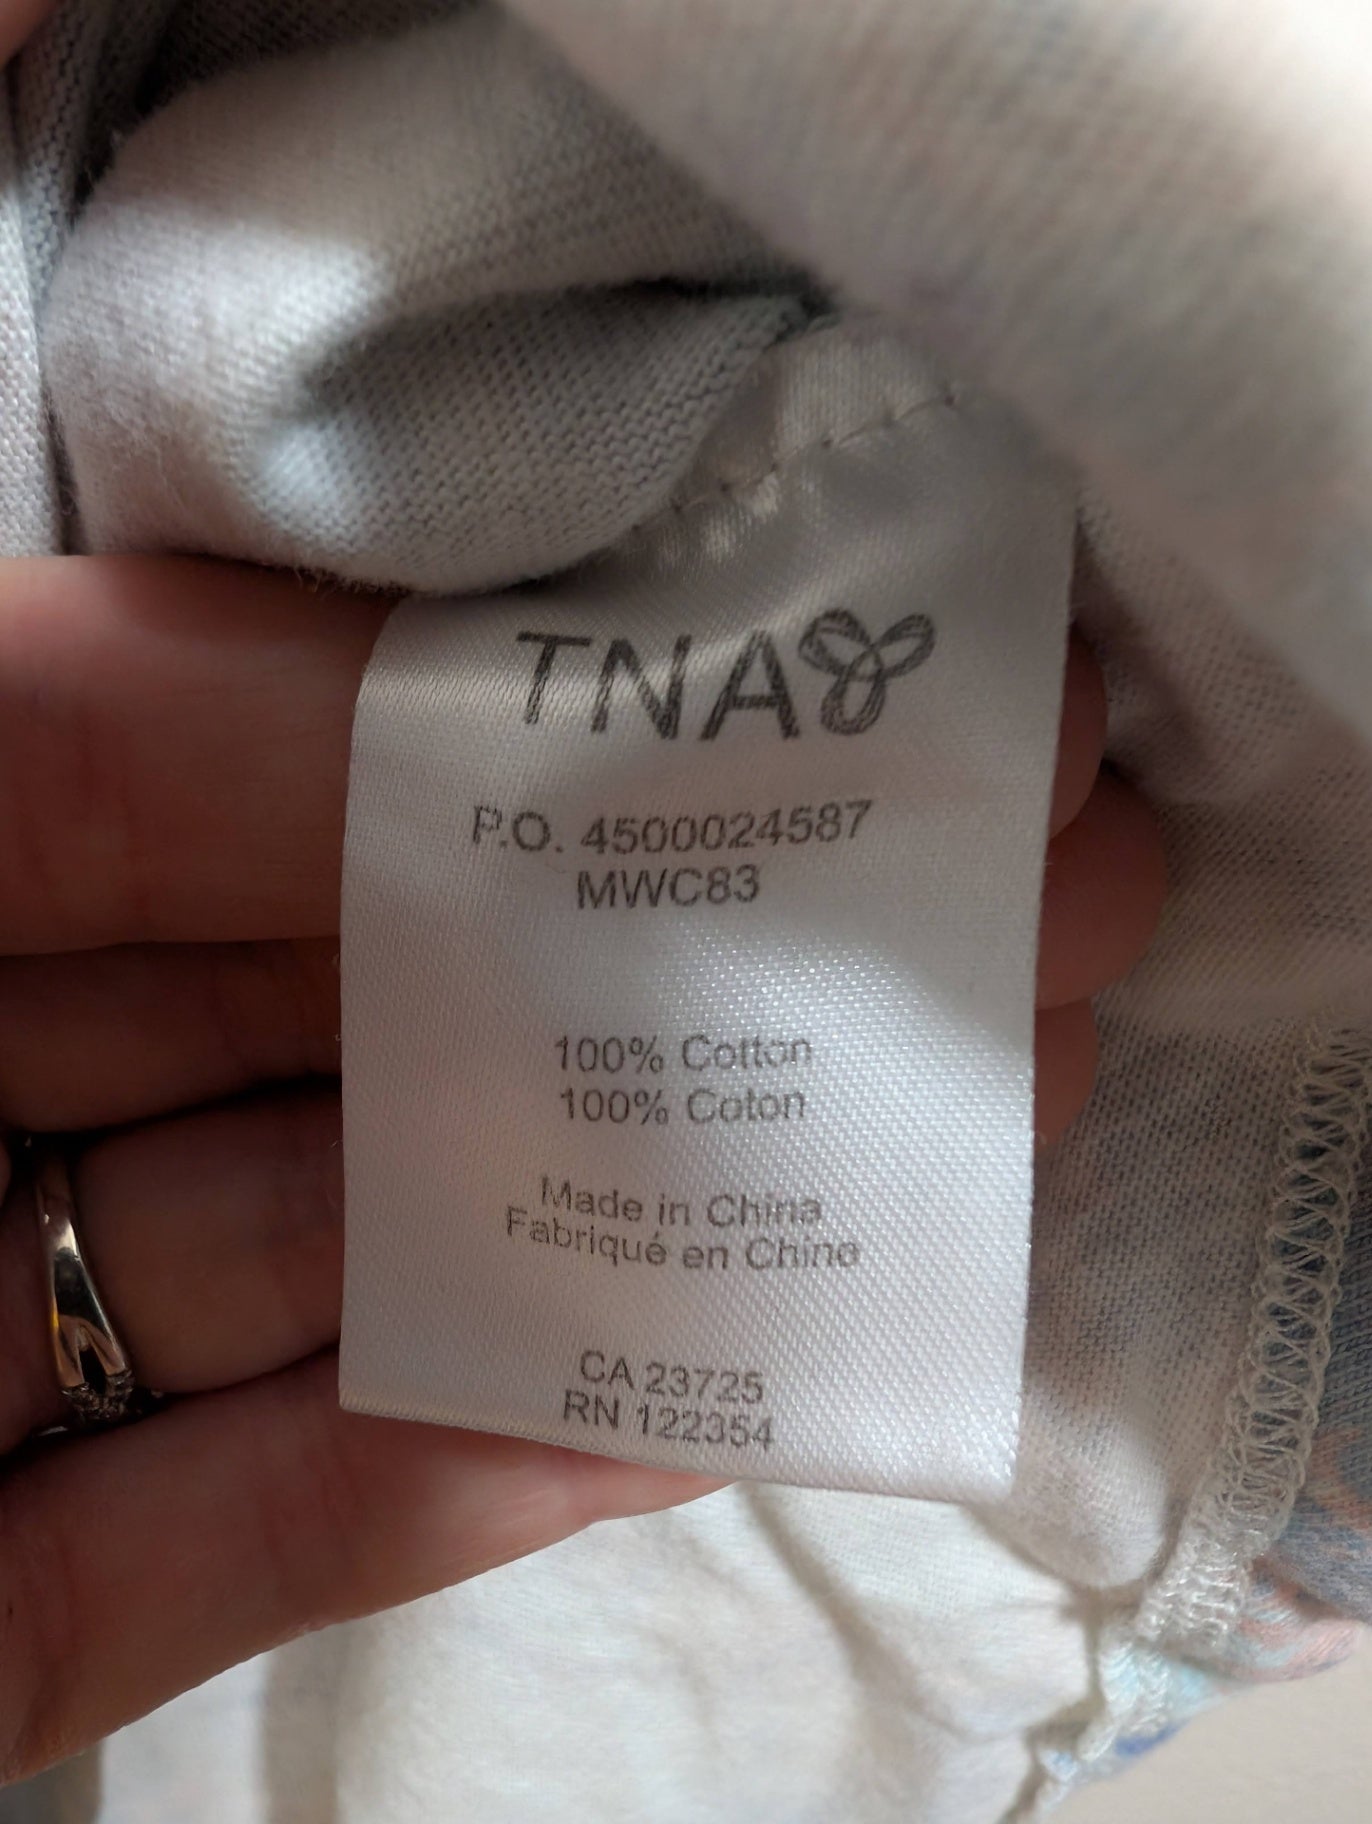 TNA
P.O. 4500024587
MWC83
100% Cotton
100% Coton
Made in China
Fabriqué en Chine
CA 23725
RN 122354